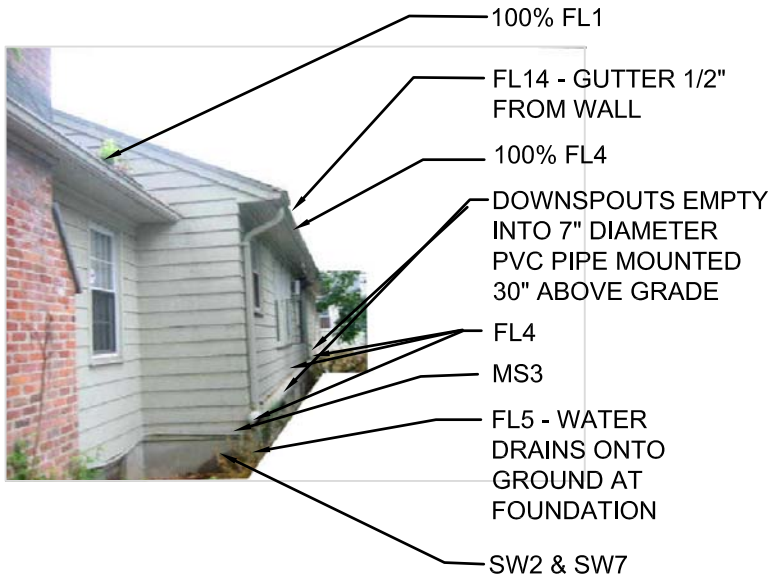 100% FL1
FL14 - GUTTER 1/2"
FROM WALL
100% FL4
DOWNSPOUTS EMPTY
INTO 7" DIAMETER
PVC PIPE MOUNTED
30" ABOVE GRADE
FL4
MS3
FL5 - WATER
DRAINS ONTO
GROUND AT
FOUNDATION
SW2 & SW7